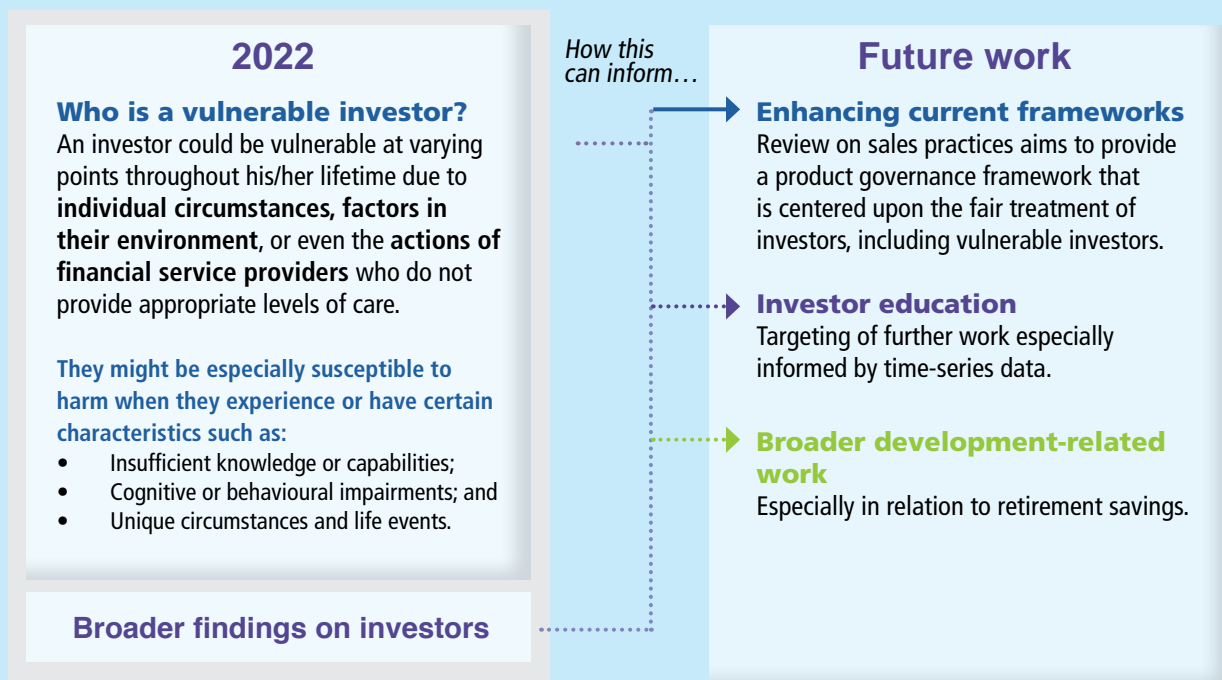 2022
Who is a vulnerable investor?
An investor could be vulnerable at varying
points throughout his/her lifetime due to
individual circumstances, factors in
their environment, or even the actions of
financial service providers who do not
provide appropriate levels of care.
They might be especially susceptible to
harm when they experience or have certain
characteristics such as:
• Insufficient knowledge or capabilities;
• Cognitive or behavioural impairments; and
• Unique circumstances and life events.
Broader findings on investors
How this
can inform…
Future work
Enhancing current frameworks
Review on sales practices aims to provide
a product governance framework that
is centered upon the fair treatment of
investors, including vulnerable investors.
Investor education
Targeting of further work especially
informed by time-series data.
Broader development-related
work
Especially in relation to retirement savings.